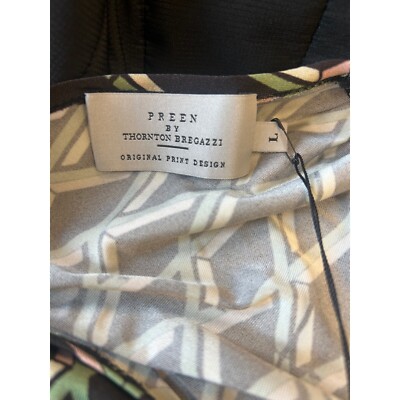 PREEN
BY
THORNTON BREGAZZI
ORIGINAL PRINT DESIGN
L